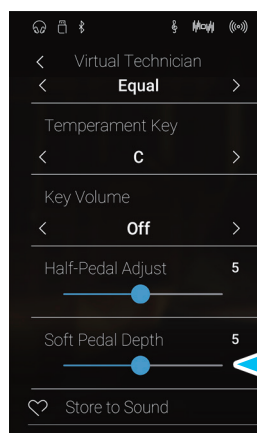 Virtual Technician
Equal
Temperament Key
C
Key Volume
Off
Half-Pedal Adjust 5
Soft Pedal Depth 5
Store to Sound